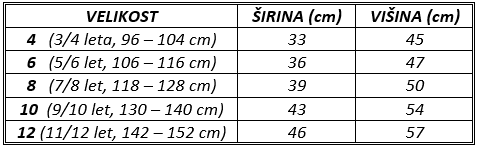 VELIKOST ŠIRINA (cm) VIŠINA (cm)
4 (3/4 leta, 96 – 104 cm) 33 45
6 (5/6 let, 106 – 116 cm) 36 47
8 (7/8 let, 118 – 128 cm) 39 50
10 (9/10 let, 130 – 140 cm) 43 54
12 (11/12 let, 142 – 152 cm) 46 57